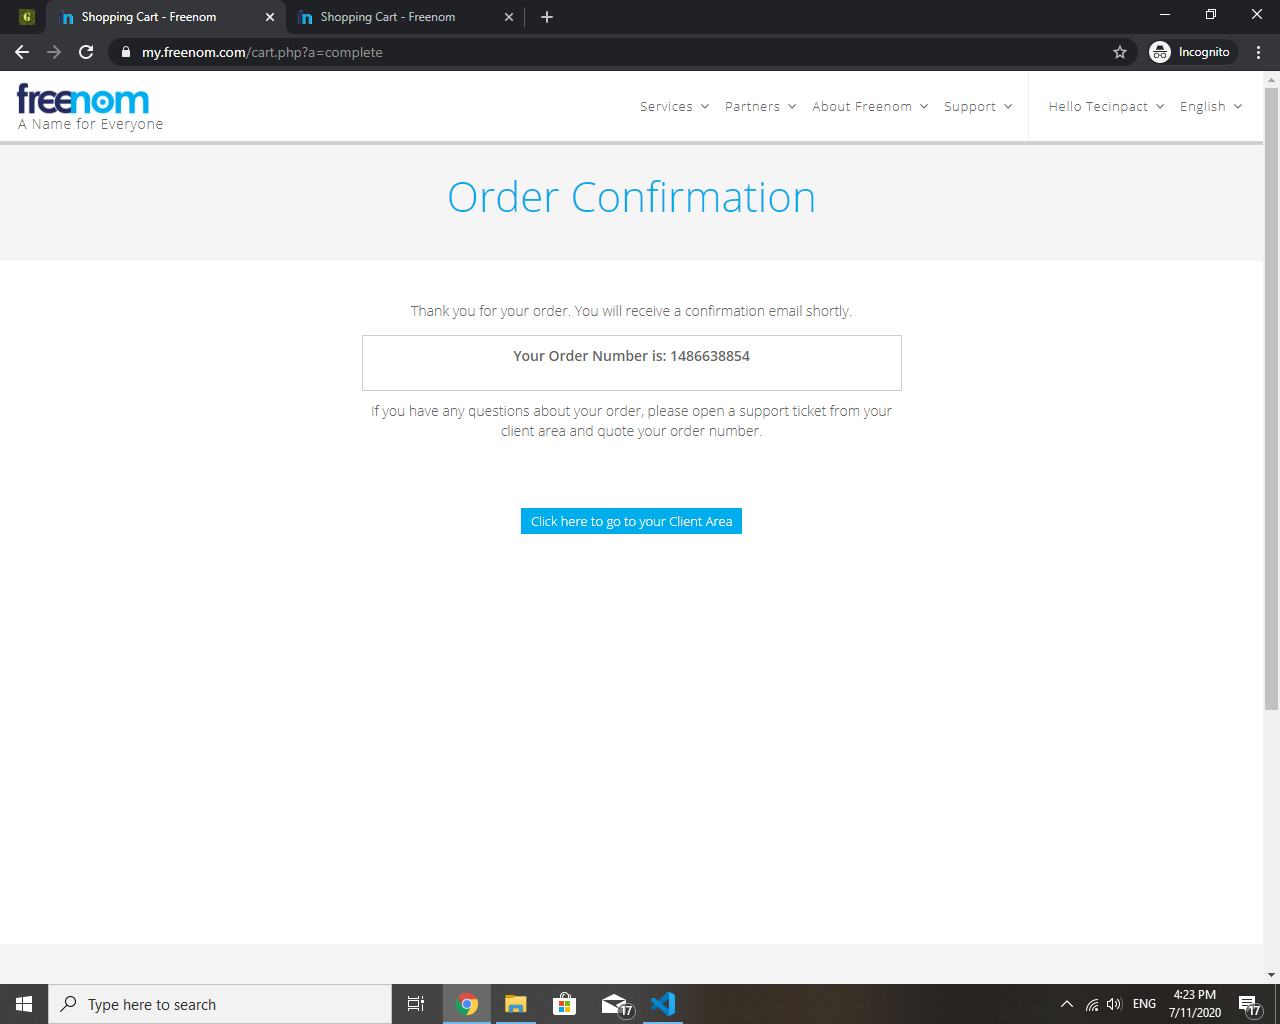 G
Shopping Cart - Freenom
Shopping Cart - Freenom
my.freenom.com/cart.php?a=complete
Incognito
freenom
A Name for Everyone
Services
Partners
About Freenom
Support
Hello Tecinpact
English
Order Confirmation
Thank you for your order. You will receive a confirmation email shortly.
Your Order Number is: 1486638854
If you have any questions about your order, please open a support ticket from your
client area and quote your order number.
Click here to go to your Client Area
Type here to search
17
ENG
4:23 PM
7/11/2020
17